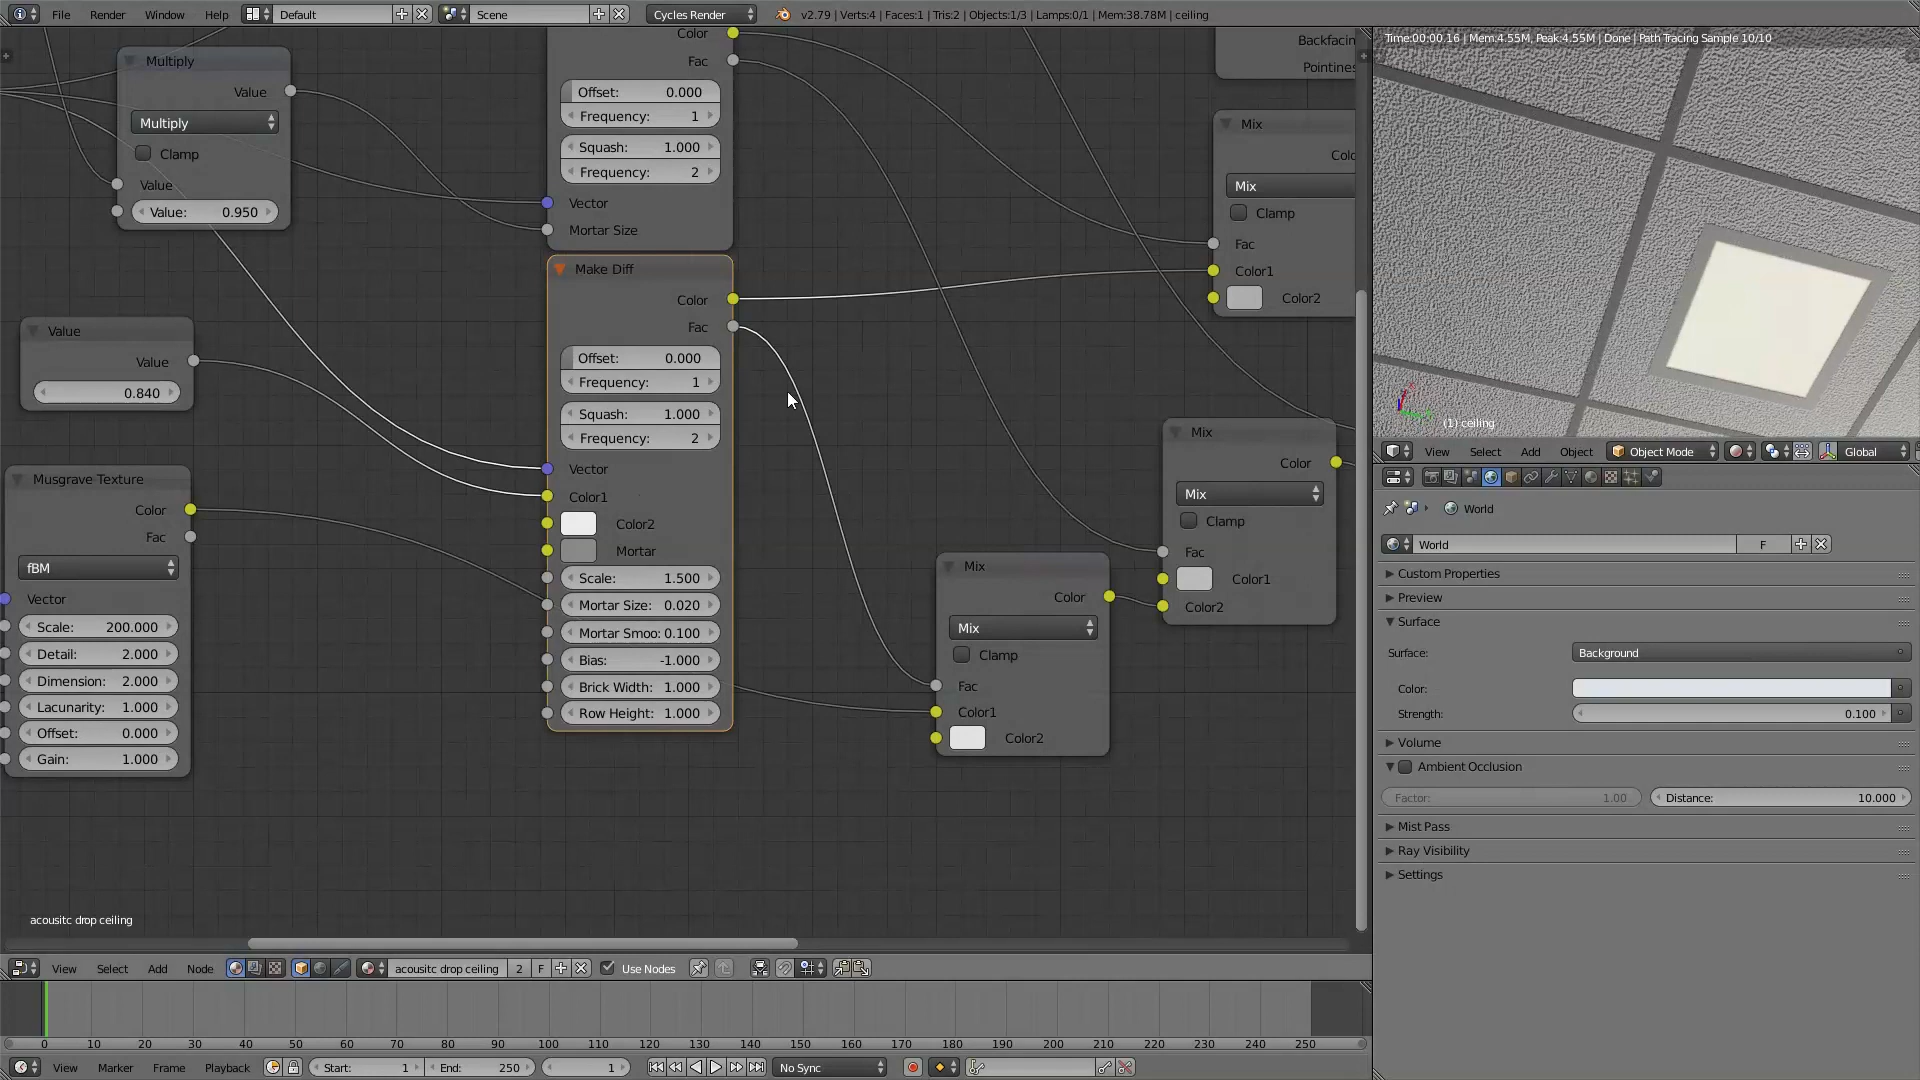 File Render Window Help Default Scene Cycles Render v2.79 | Verts:4 | Faces:1 | Tris:2 | Objects:1/3 | Lamps:0/1 | Mem:38.78M | ceiling
Time:00:00.16 | Mem:4.55M, Peak:4.55M | Done | Path Tracing Sample 10/10
Multiply
Value
Multiply
Clamp
Value
Value: 0.950
Value
Value
0.840
Musgrave Texture
Color
Fac
fBM
Vector
Scale: 200.000
Detail: 2.000
Dimension: 2.000
Lacunarity: 1.000
Offset: 0.000
Gain: 1.000
Color
Fac
Offset: 0.000
Frequency: 1
Squash: 1.000
Frequency: 2
Vector
Mortar Size
Make Diff
Color
Fac
Offset: 0.000
Frequency: 1
Squash: 1.000
Frequency: 2
Vector
Color1
Color2
Mortar
Scale: 1.500
Mortar Size: 0.020
Mortar Smoo: 0.100
Bias: -1.000
Brick Width: 1.000
Row Height: 1.000
Mix
Color
Mix
Clamp
Fac
Color1
Color2
Mix
Color
Mix
Clamp
Fac
Color1
Color2
Backfacin
Pointines
Mix
Colo
Mix
Clamp
Fac
Color1
Color2
(1) ceiling
View Select Add Object Object Mode Global
World
World F
Custom Properties
Preview
Surface
Surface: Background
Color:
Strength: 0.100
Volume
Ambient Occlusion
Factor: 1.00 Distance: 10.000
Mist Pass
Ray Visibility
Settings
acousitc drop ceiling
View Select Add Node acousitc drop ceiling 2 F Use Nodes
0 10 20 30 40 50 60 70 80 90 100 110 120 130 140 150 160 170 180 190 200 210 220 230 240 250
View Marker Frame Playback Start: 1 End: 250 1 No Sync